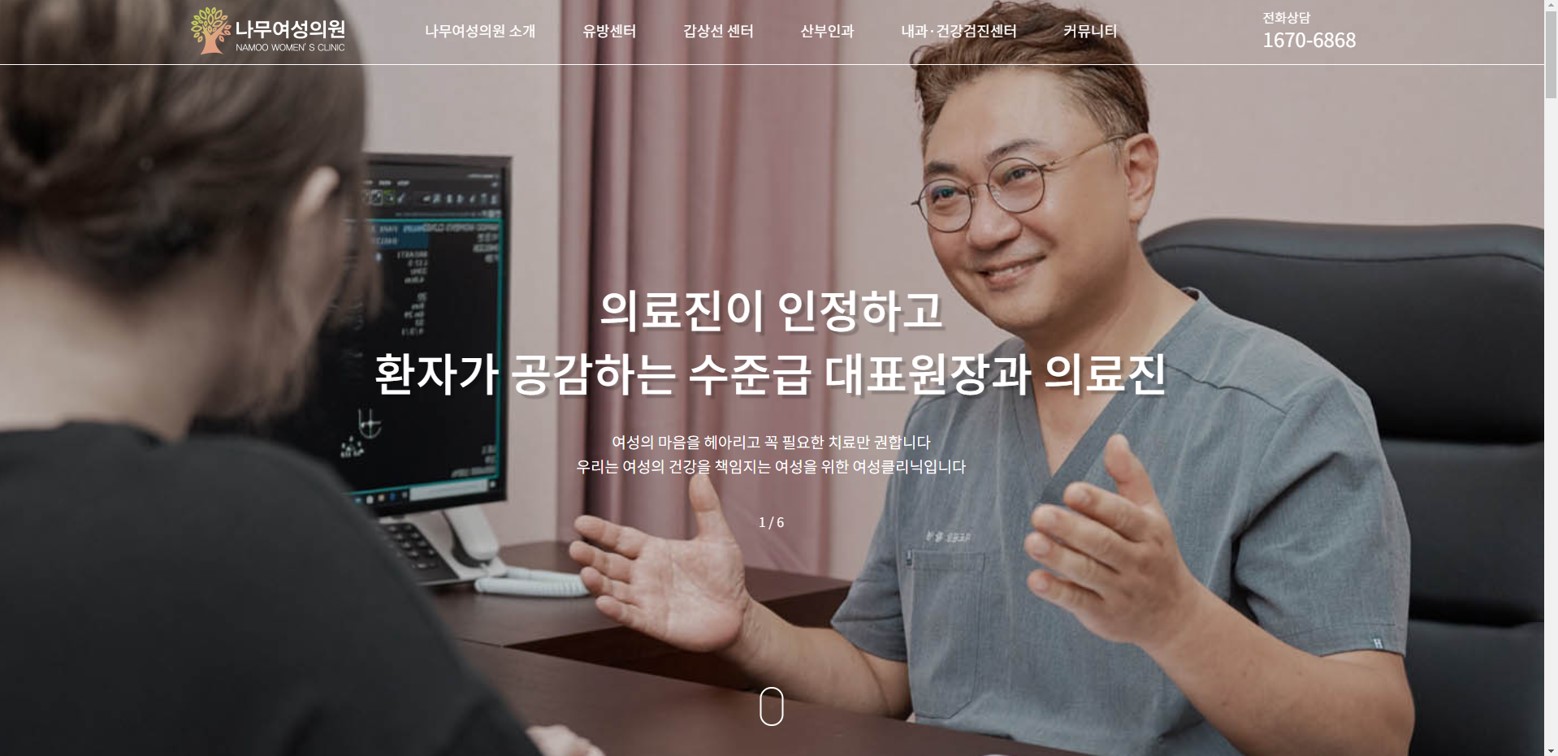 나무여성의원
NAMOO WOMEN'S CLINIC
나무여성의원 소개
유방센터
갑상선 센터
산부인과
내과·건강검진센터
커뮤니티
전화상담
1670-6868
의료진이 인정하고
환자가 공감하는 수준급 대표원장과 의료진
여성의 마음을 헤아리고 꼭 필요한 치료만 권합니다
우리는 여성의 건강을 책임지는 여성을 위한 여성클리닉입니다
1 / 6